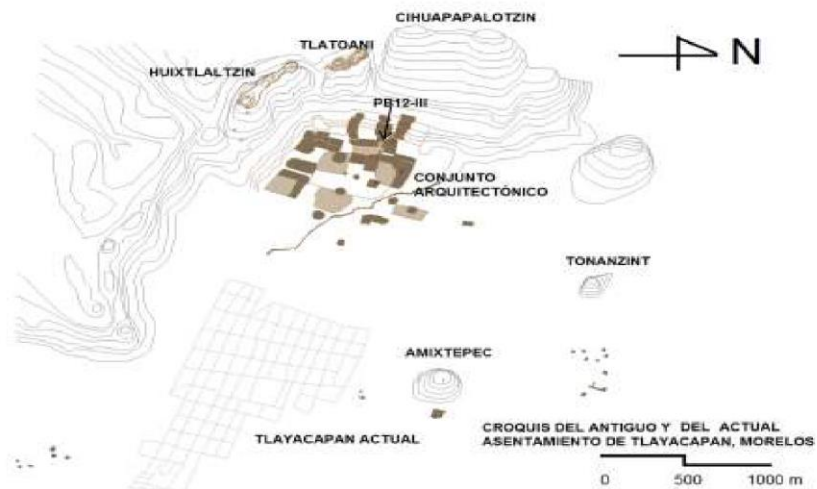 CIHUAPAPALOTZIN
TLATOANI
HUIXTLALTZIN
N
PB12-III
CONJUNTO
ARQUITECTÓNICO
TONANZINT
AMIXTEPEC
TLAYACAPAN ACTUAL
CROQUIS DEL ANTIGUO Y DEL ACTUAL
ASENTAMIENTO DE TLAYACAPAN, MORELOS
0 500 1000 m